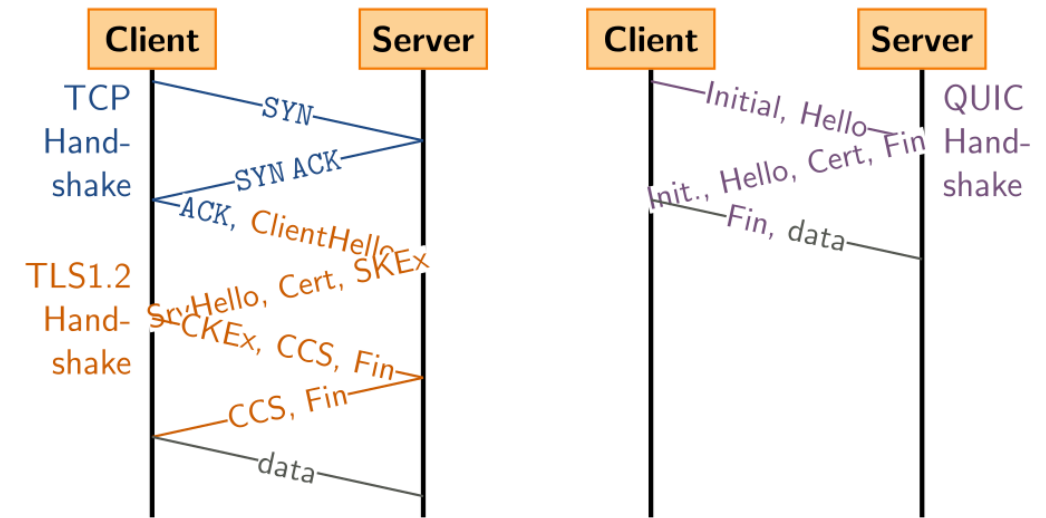 Client
Server
TCP
Hand-
shake
SYN
SYN ACK
ACK, ClientHello
TLS1.2
Hand-
shake
SrvHello, Cert, SKEx
CKEx, CCS, Fin
CCS, Fin
data
Client
Server
Initial, Hello
QUIC
Hand-
shake
Init., Hello, Cert, Fin
Fin, data